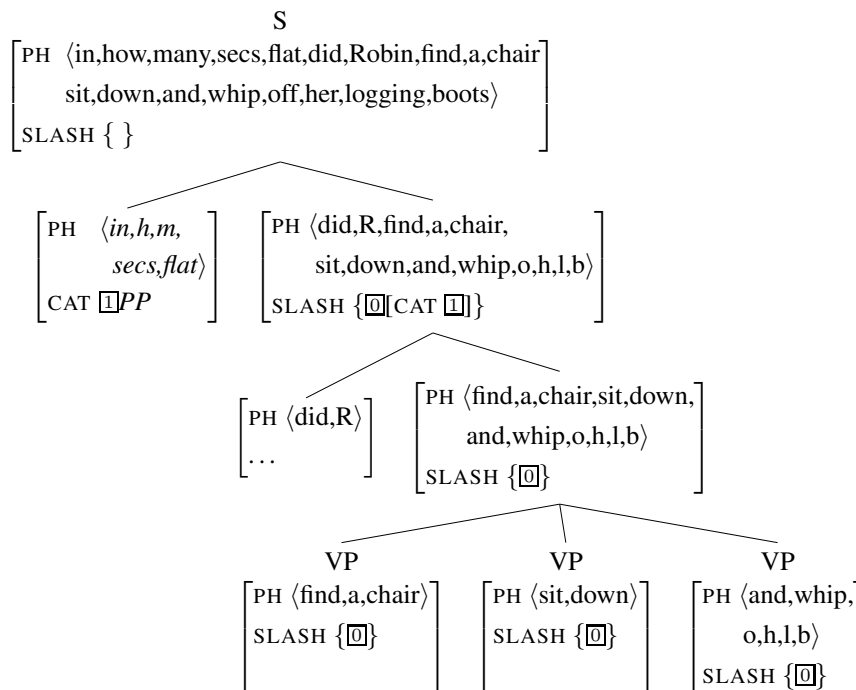 S
PH ⟨in,how,many,secs,flat,did,Robin,find,a,chair
sit,down,and,whip,off,her,logging,boots⟩
SLASH { }
PH ⟨in,h,m,
secs,flat⟩
CAT 1PP
PH ⟨did,R,find,a,chair,
sit,down,and,whip,o,h,l,b⟩
SLASH {0[CAT 1]}
PH ⟨did,R⟩
...
PH ⟨find,a,chair,sit,down,
and,whip,o,h,l,b⟩
SLASH {0}
VP
PH ⟨find,a,chair⟩
SLASH {0}
VP
PH ⟨sit,down⟩
SLASH {0}
VP
PH ⟨and,whip,
o,h,l,b⟩
SLASH {0}